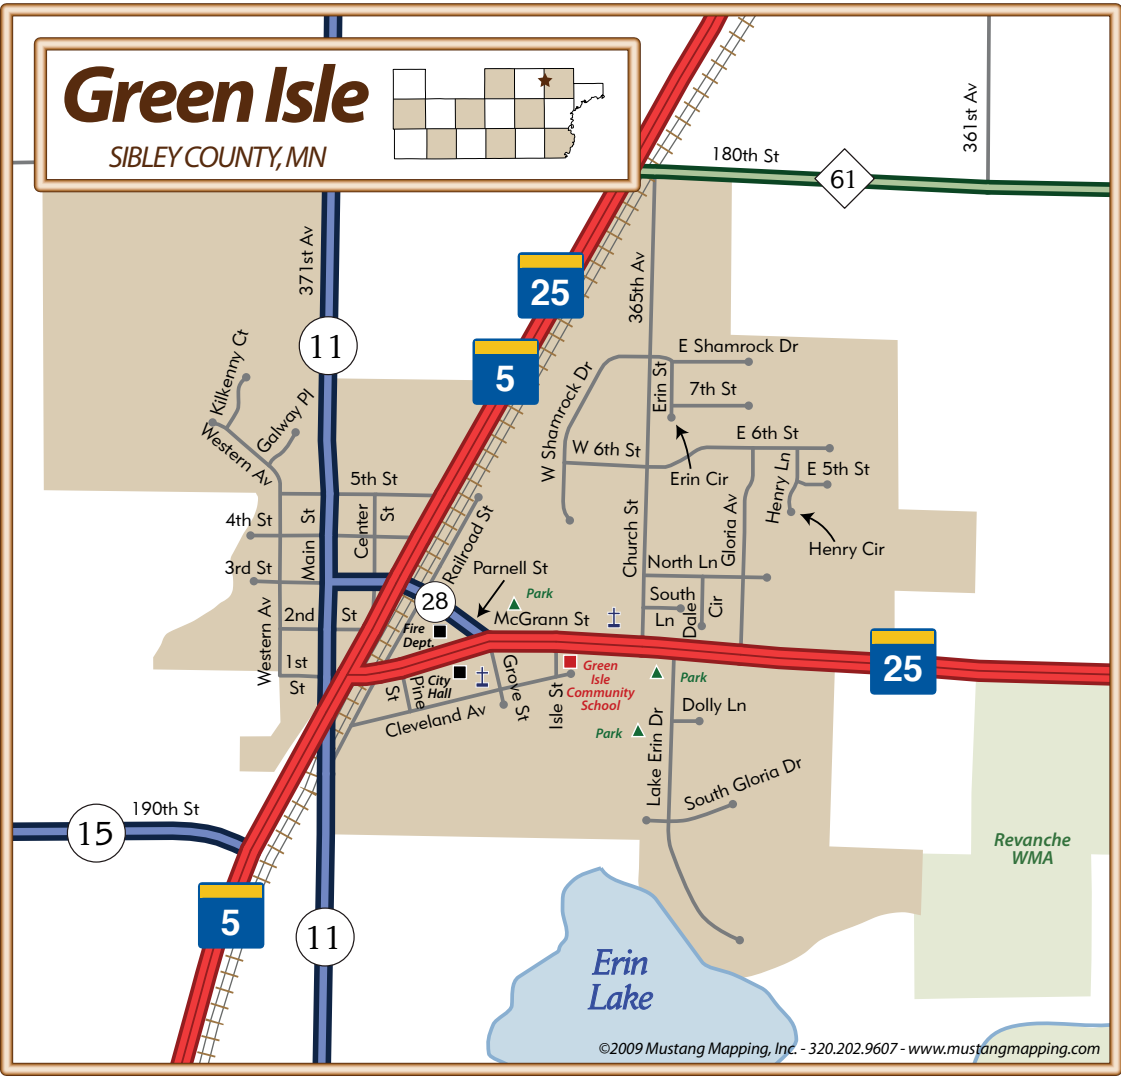 Green Isle
SIBLEY COUNTY, MN
180th St
61
361st Av
371st Av
365th Av
25
5
11
Kilkenny Ct
Galway Pl
Western Av
W Shamrock Dr
E Shamrock Dr
Erin St
7th St
W 6th St
E 6th St
Erin Cir
Henry Ln
E 5th St
Henry Cir
Gloria Av
Church St
5th St
4th St
Main St
Center St
Railroad St
3rd St
Parnell St
North Ln
28
Park
South Ln
Dale Cir
McGrann St
Western Av
2nd St
Fire
Dept.
1st
St
City
Hall
Pine St
Grove St
Isle St
Green
Isle
Community
School
Park
25
Cleveland Av
Park
Lake Erin Dr
Dolly Ln
South Gloria Dr
190th St
15
5
11
Revanche
WMA
Erin
Lake
©2009 Mustang Mapping, Inc. - 320.202.9607 - www.mustangmapping.com